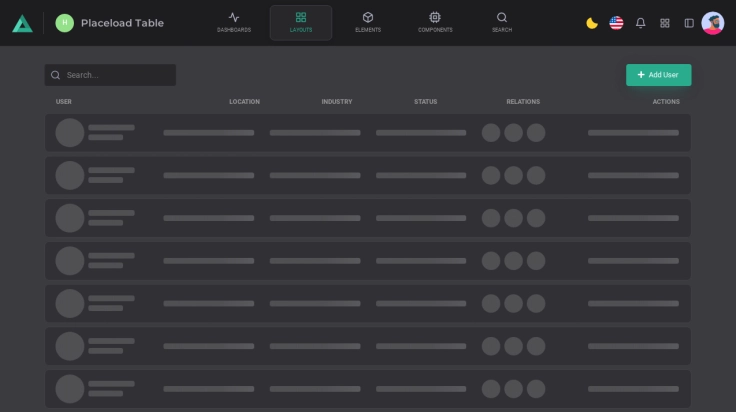 H Placeload Table
DASHBOARDS LAYOUTS ELEMENTS COMPONENTS SEARCH
Search...
Add User
USER LOCATION INDUSTRY STATUS RELATIONS ACTIONS